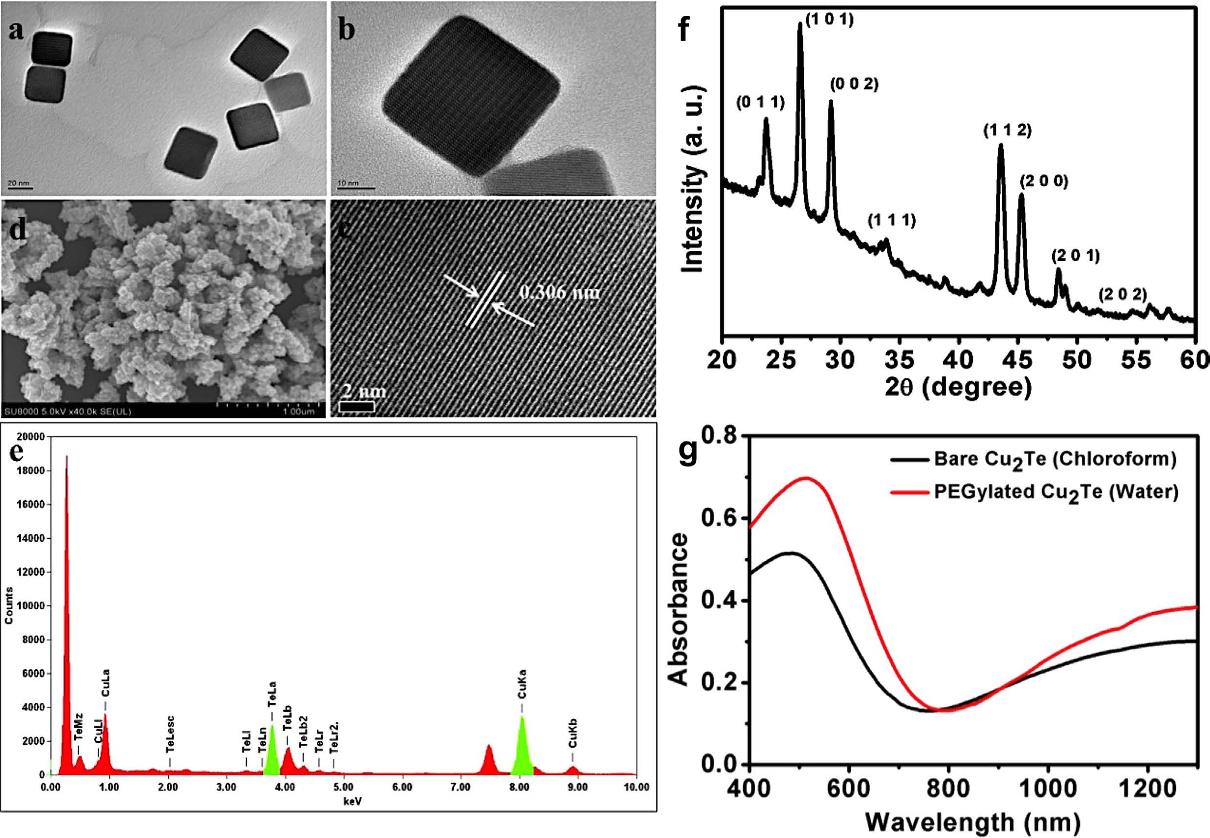 a
20 nm
b
10 nm
d
SU8000 5.0kV x40.0k SE(UL)
1.00um
c
0.306 nm
2 nm
e
20000
18000
16000
14000
12000
10000
8000
6000
4000
2000
0
Counts
TeMz
CuLl
CuLa
TeLesc
TeLl
TeLn
TeLa
TeLb
TeLb2
TeLr
TeLr2.
CuKa
CuKb
0.00 1.00 2.00 3.00 4.00 5.00 6.00 7.00 8.00 9.00 10.00
keV
f
Intensity (a. u.)
(0 1 1)
(1 0 1)
(0 0 2)
(1 1 1)
(1 1 2)
(2 0 0)
(2 0 1)
(2 0 2)
20 25 30 35 40 45 50 55 60
2θ (degree)
g
Bare Cu2Te (Chloroform)
PEGylated Cu2Te (Water)
0.8
0.6
0.4
0.2
0.0
Absorbance
400 600 800 1000 1200
Wavelength (nm)